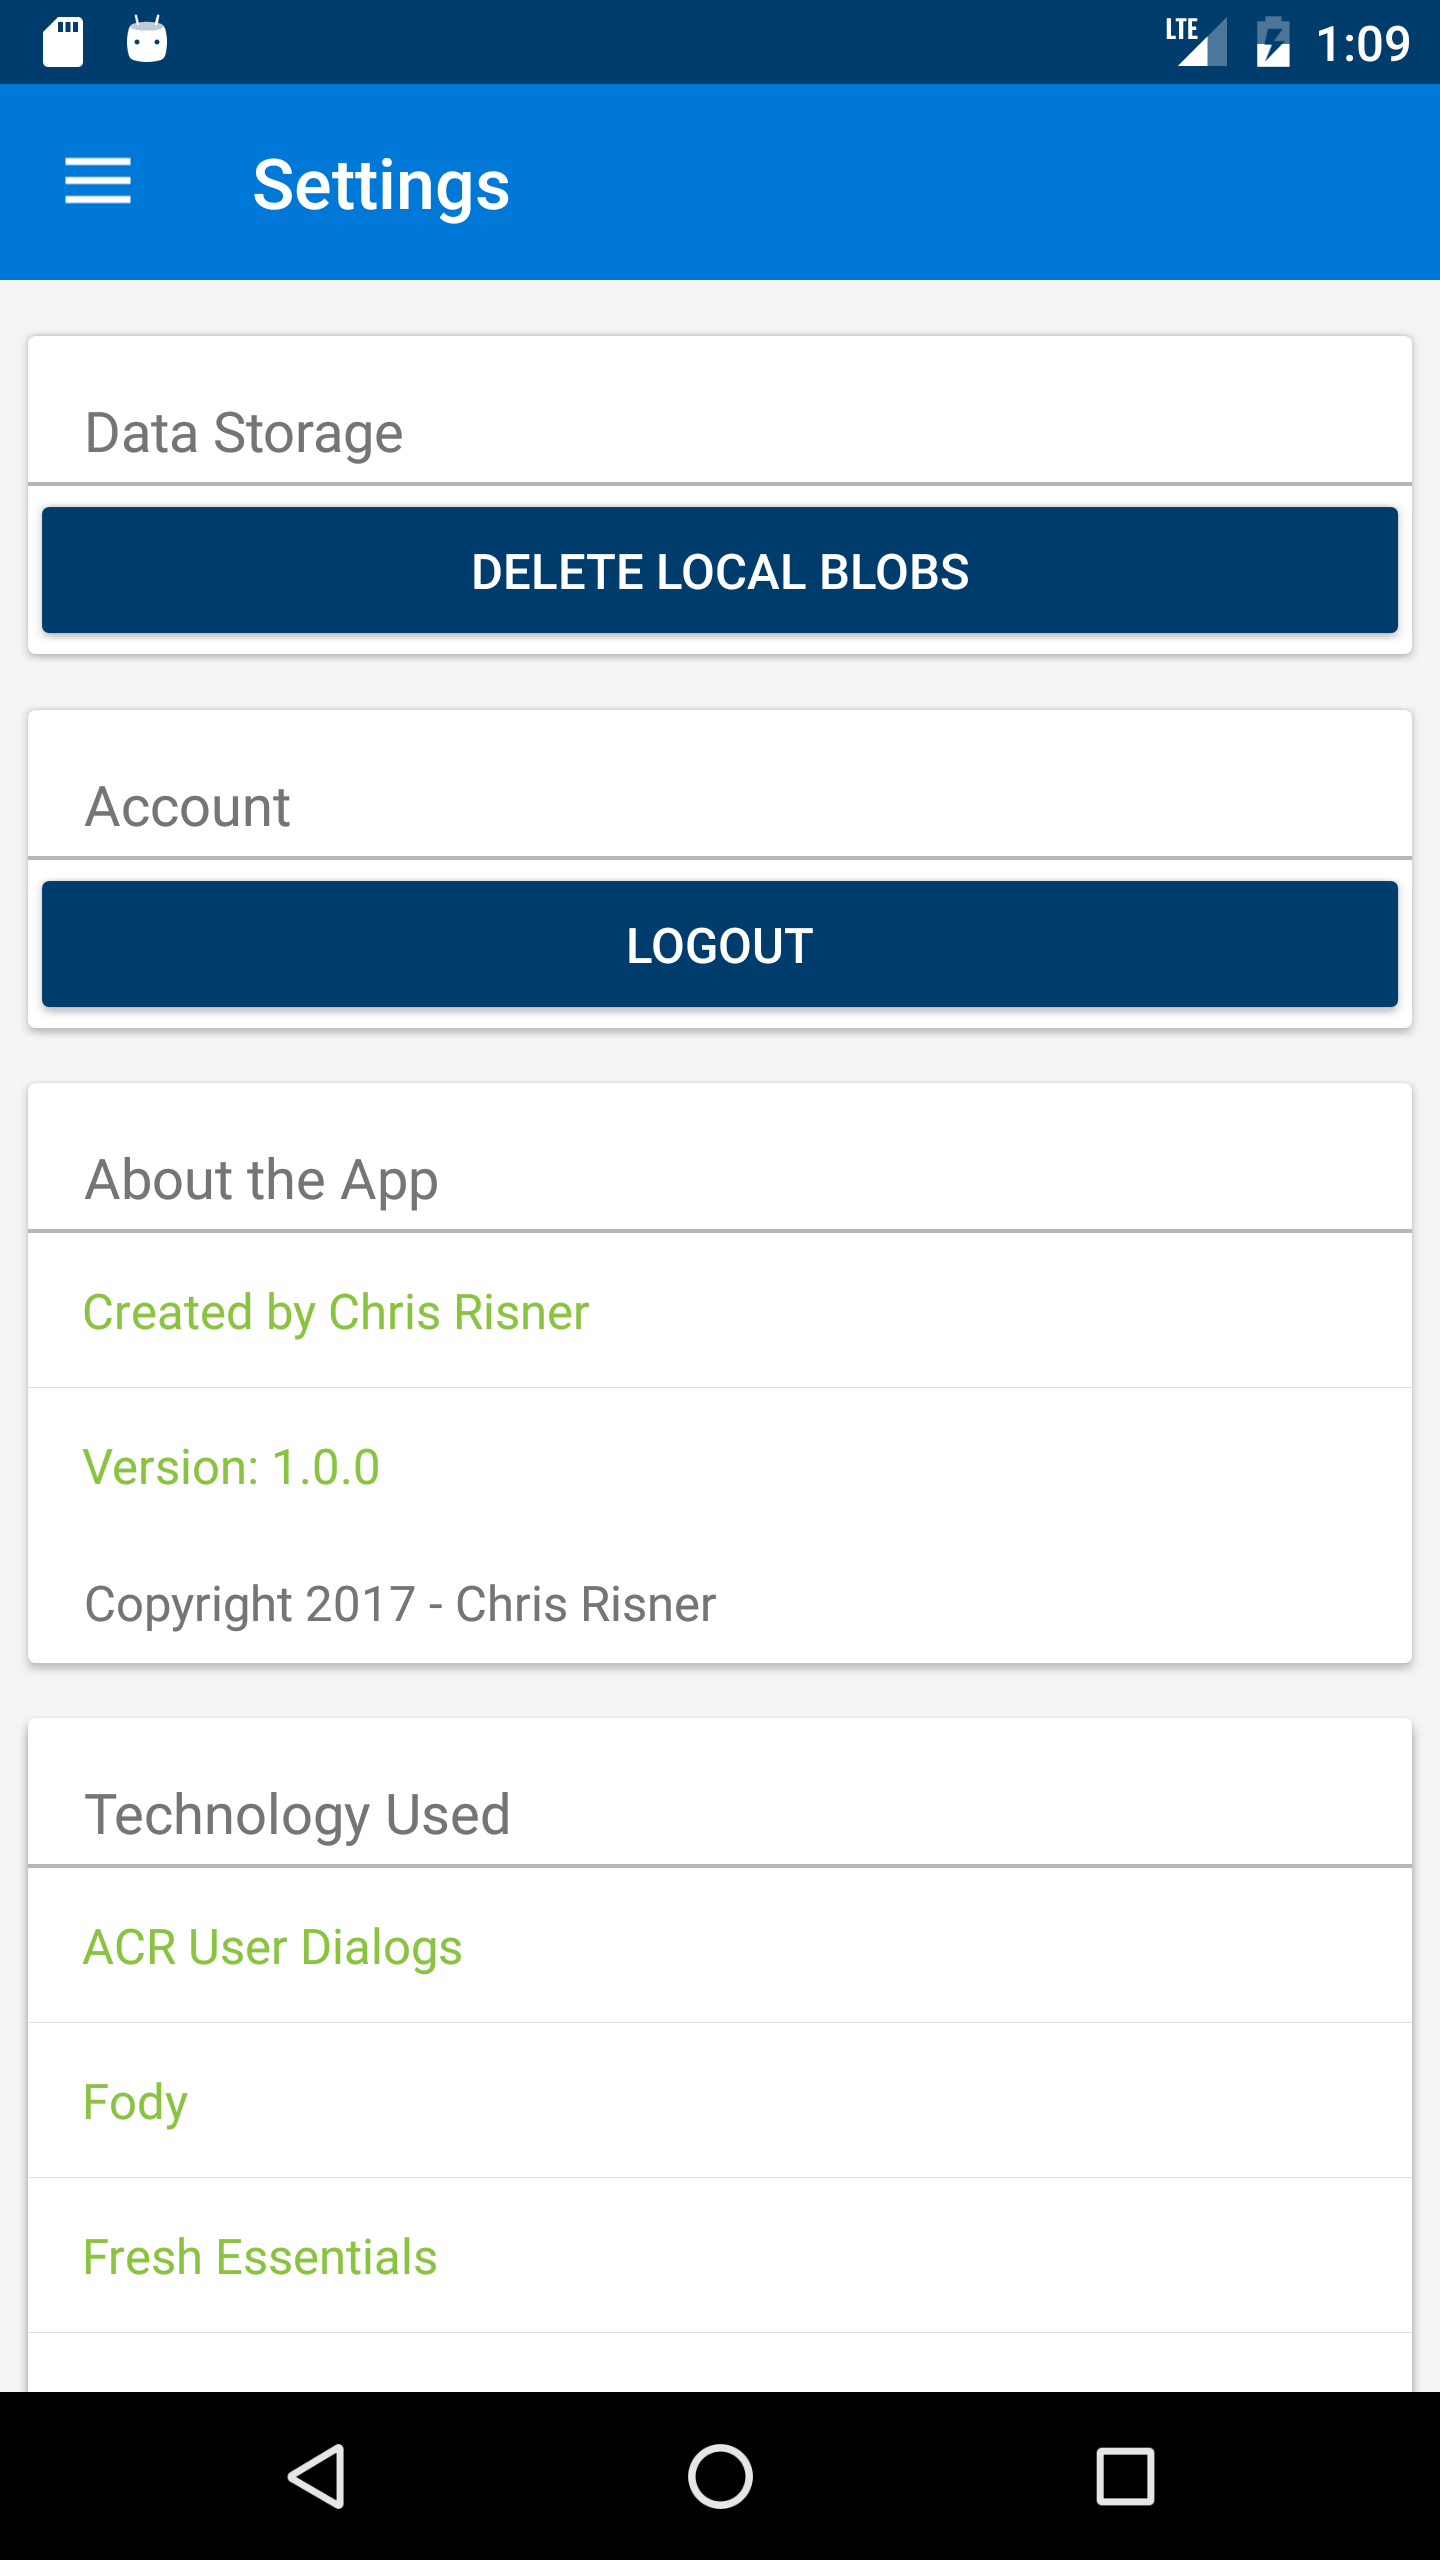 LTE 1:09
Settings
Data Storage
DELETE LOCAL BLOBS
Account
LOGOUT
About the App
Created by Chris Risner
Version: 1.0.0
Copyright 2017 - Chris Risner
Technology Used
ACR User Dialogs
Fody
Fresh Essentials